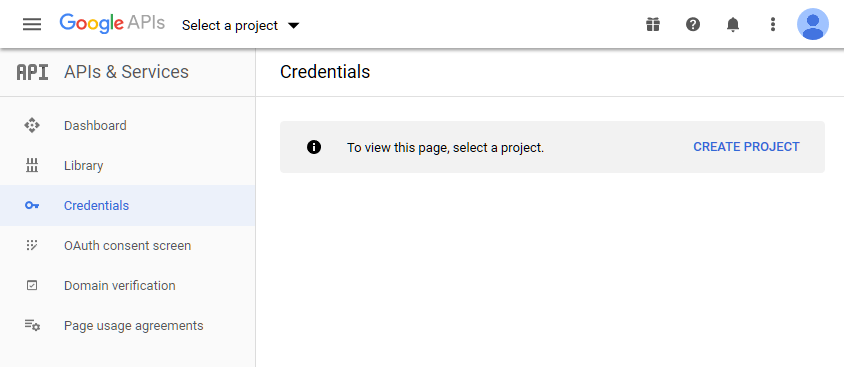 Google APIs Select a project
API APIs & Services
Credentials
Dashboard
Library
Credentials
OAuth consent screen
Domain verification
Page usage agreements
To view this page, select a project. CREATE PROJECT